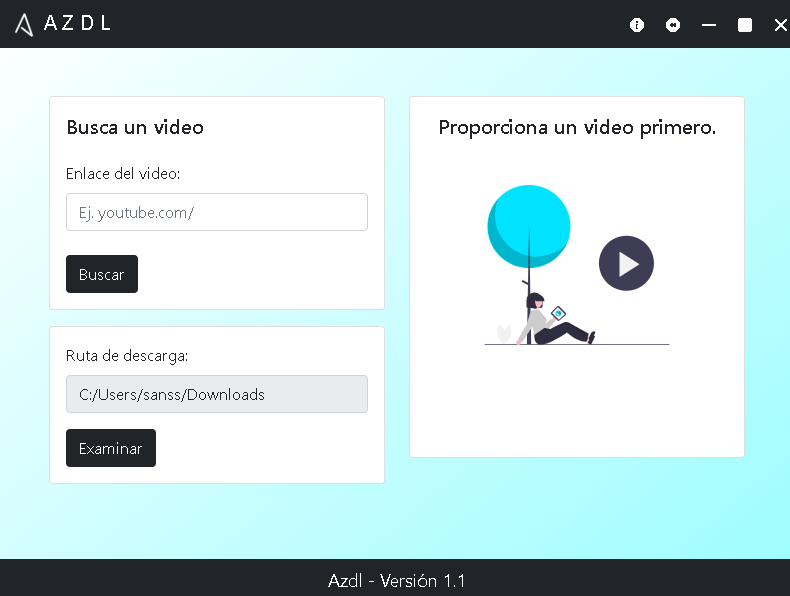 AZDL
Busca un video
Enlace del video:
Ej. youtube.com/
Buscar
Ruta de descarga:
C:/Users/sanss/Downloads
Examinar
Proporciona un video primero.
Azdl - Versión 1.1